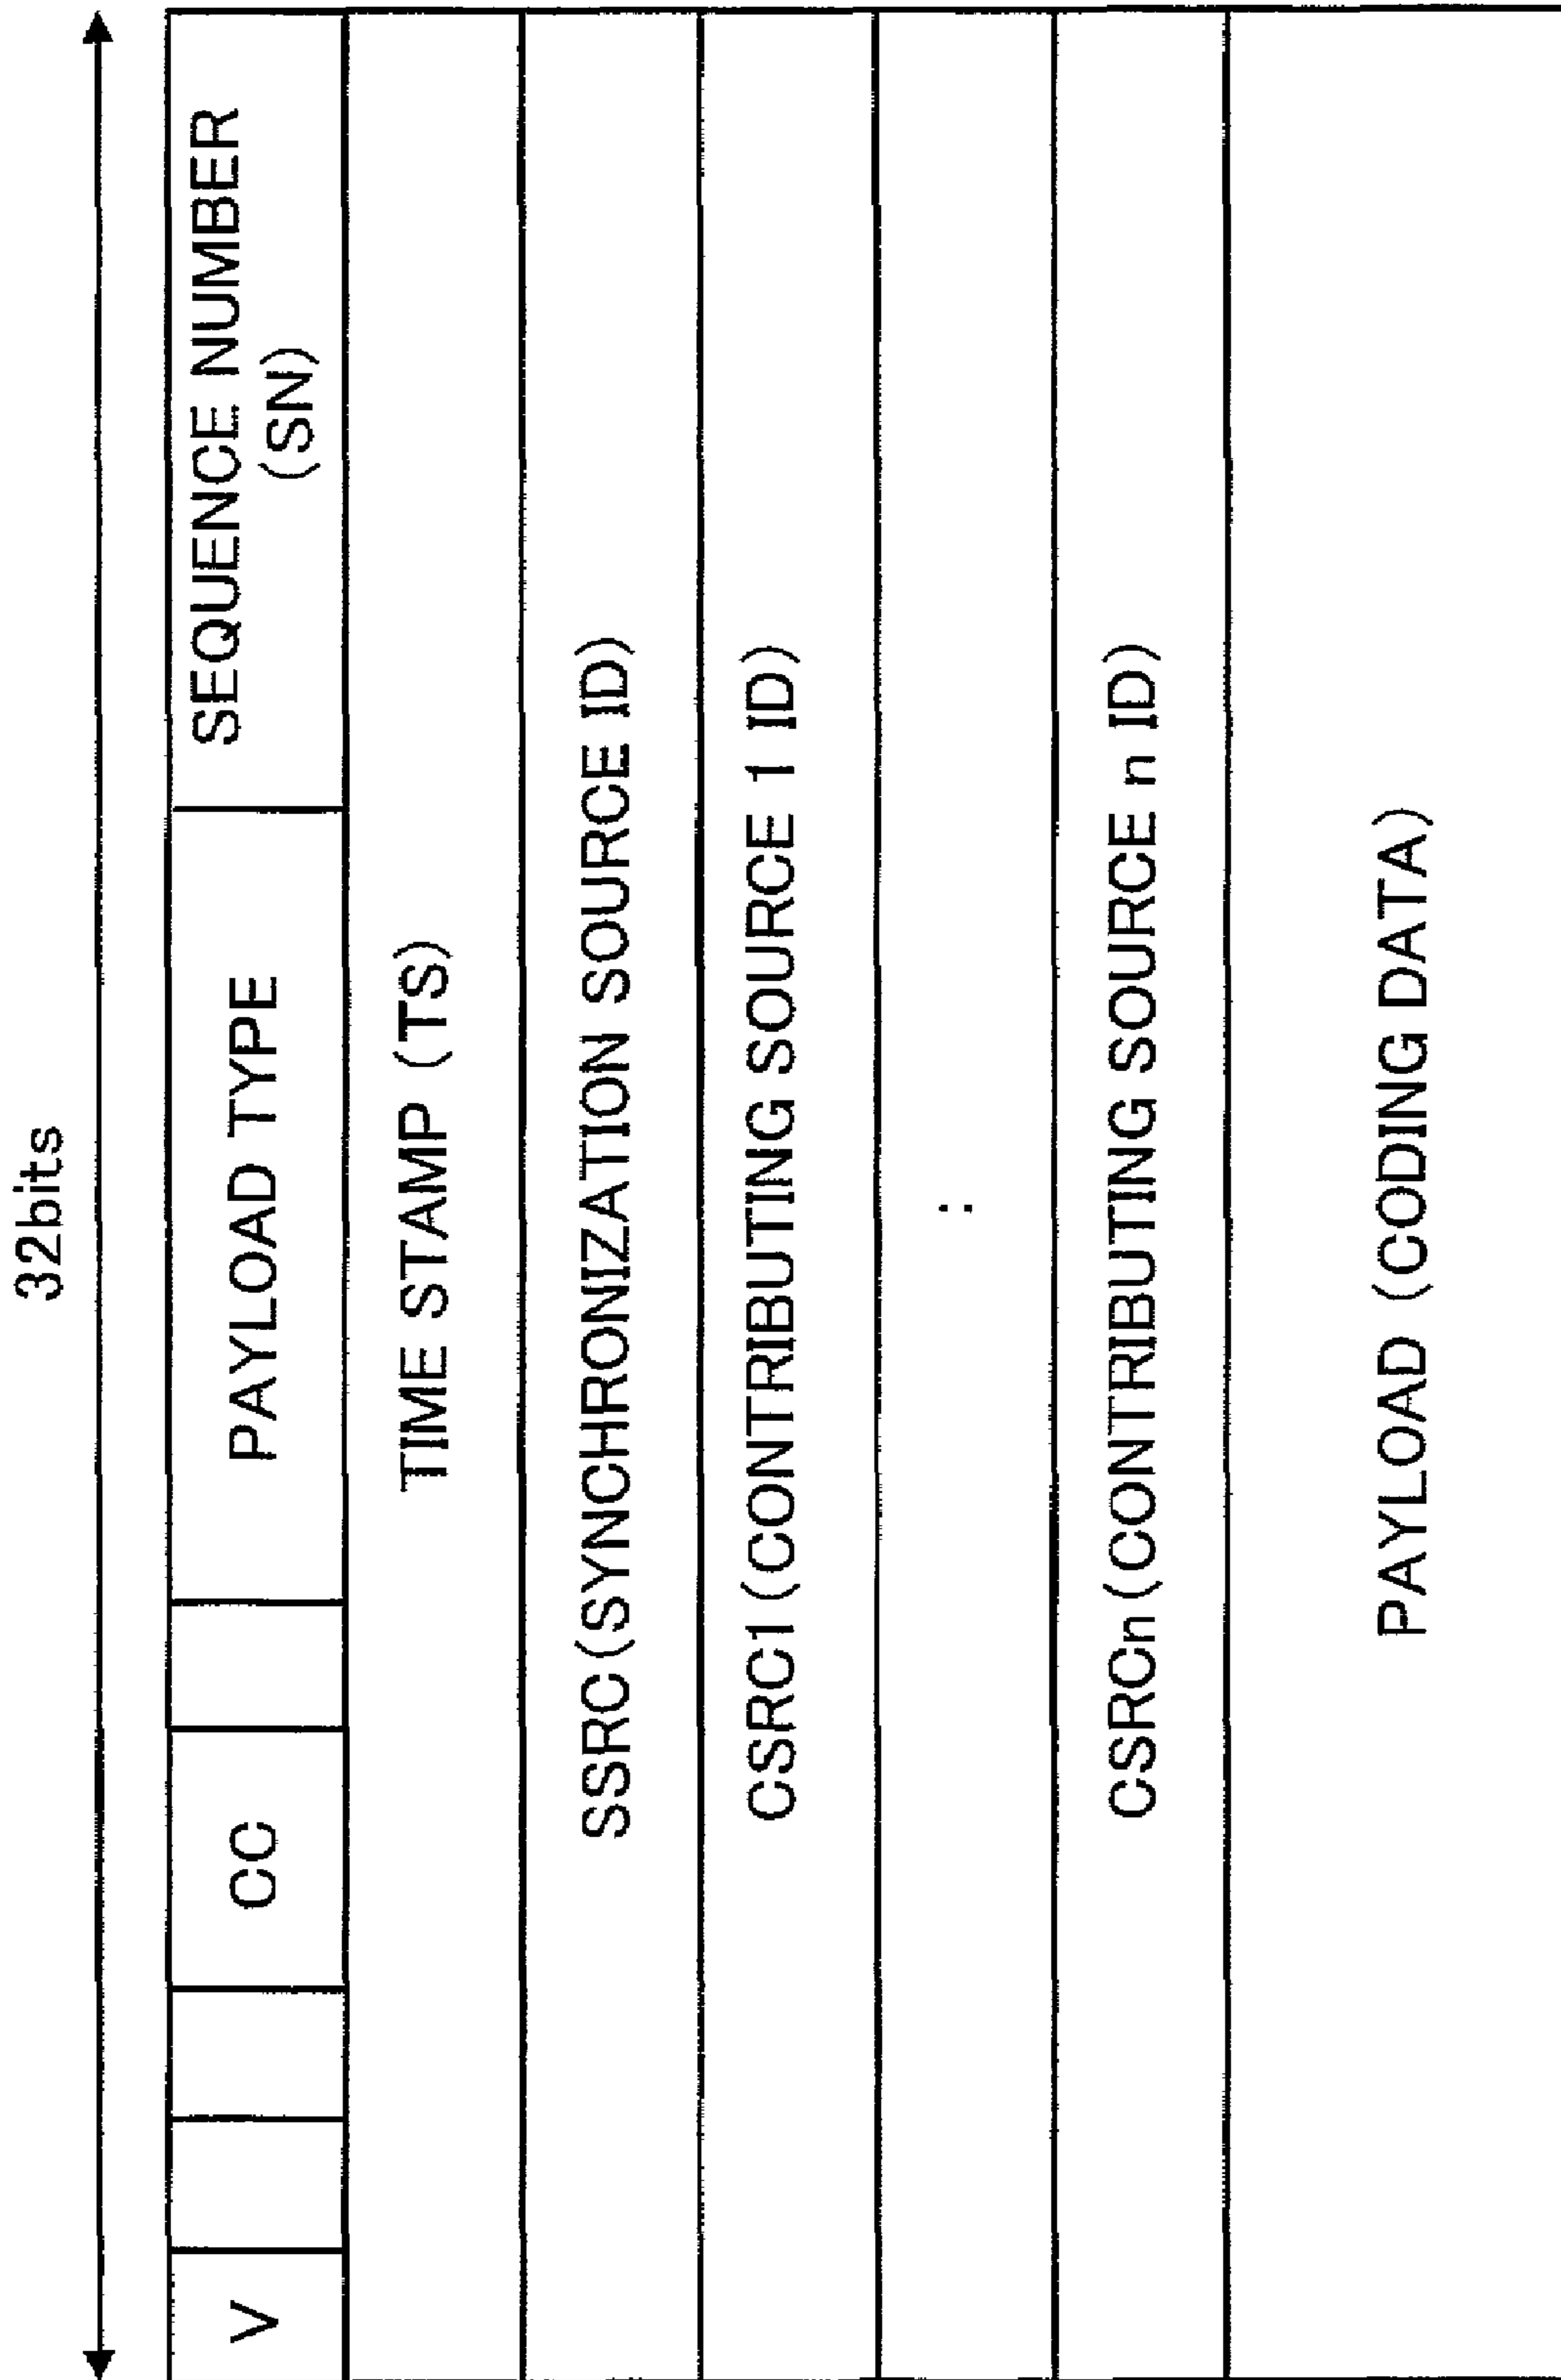 32bits
V
CC
PAYLOAD TYPE
SEQUENCE NUMBER
(SN)
TIME STAMP (TS)
SSRC(SYNCHRONIZATION SOURCE ID)
CSRC1(CONTRIBUTING SOURCE 1 ID)
:
CSRCn(CONTRIBUTING SOURCE n ID)
PAYLOAD (CODING DATA)